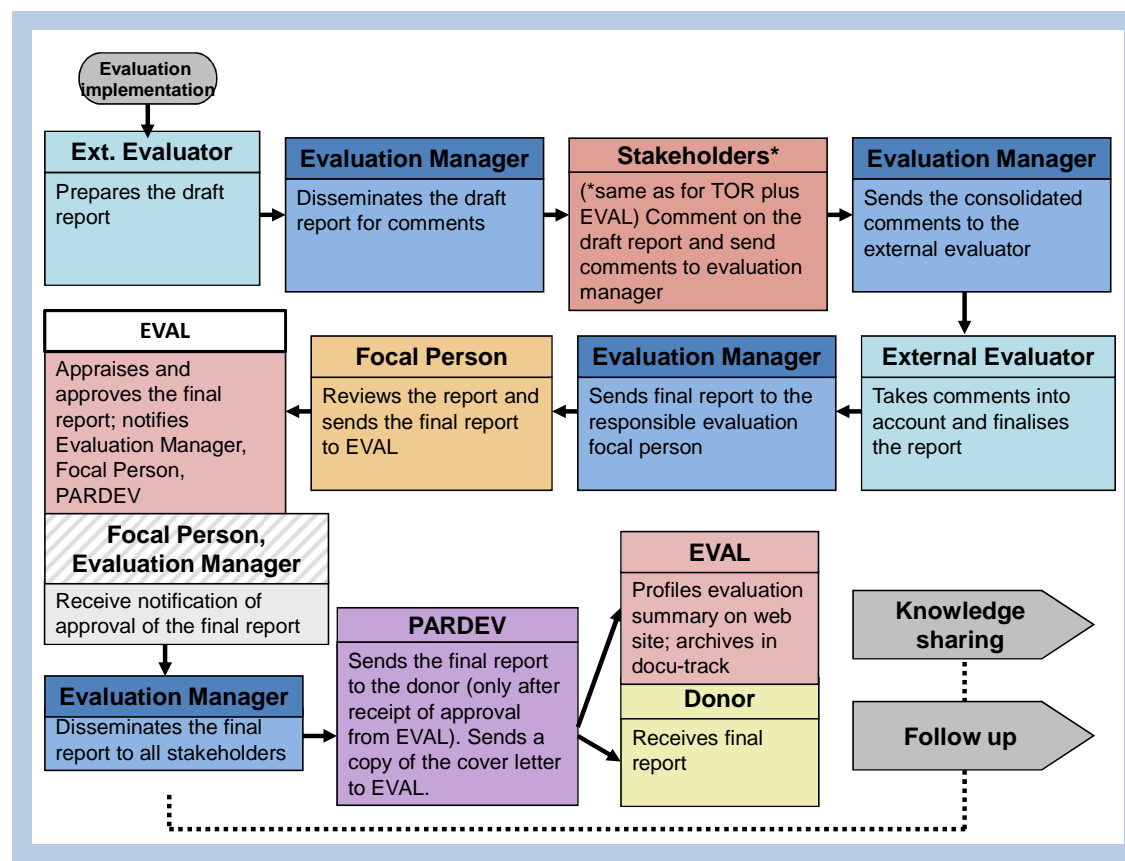 Evaluation
implementation
Ext. Evaluator
Prepares the draft
report
Evaluation Manager
Disseminates the draft
report for comments
Stakeholders*
(*same as for TOR plus
EVAL) Comment on the
draft report and send
comments to evaluation
manager
Evaluation Manager
Sends the consolidated
comments to the
external evaluator
External Evaluator
Takes comments into
account and finalises
the report
Evaluation Manager
Sends final report to the
responsible evaluation
focal person
Focal Person
Reviews the report and
sends the final report
to EVAL
EVAL
Appraises and
approves the final
report; notifies
Evaluation Manager,
Focal Person,
PARDEV
Focal Person,
Evaluation Manager
Receive notification of
approval of the final report
Evaluation Manager
Disseminates the final
report to all stakeholders
PARDEV
Sends the final report
to the donor (only after
receipt of approval
from EVAL). Sends a
copy of the cover letter
to EVAL.
EVAL
Profiles evaluation
summary on web
site; archives in
docu-track
Donor
Receives final
report
Knowledge
sharing
Follow up